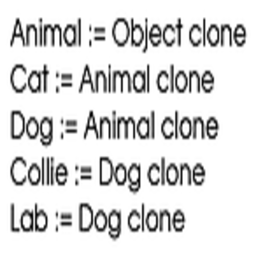 Animal := Object clone
Cat := Animal clone
Dog := Animal clone
Collie := Dog clone
Lab := Dog clone